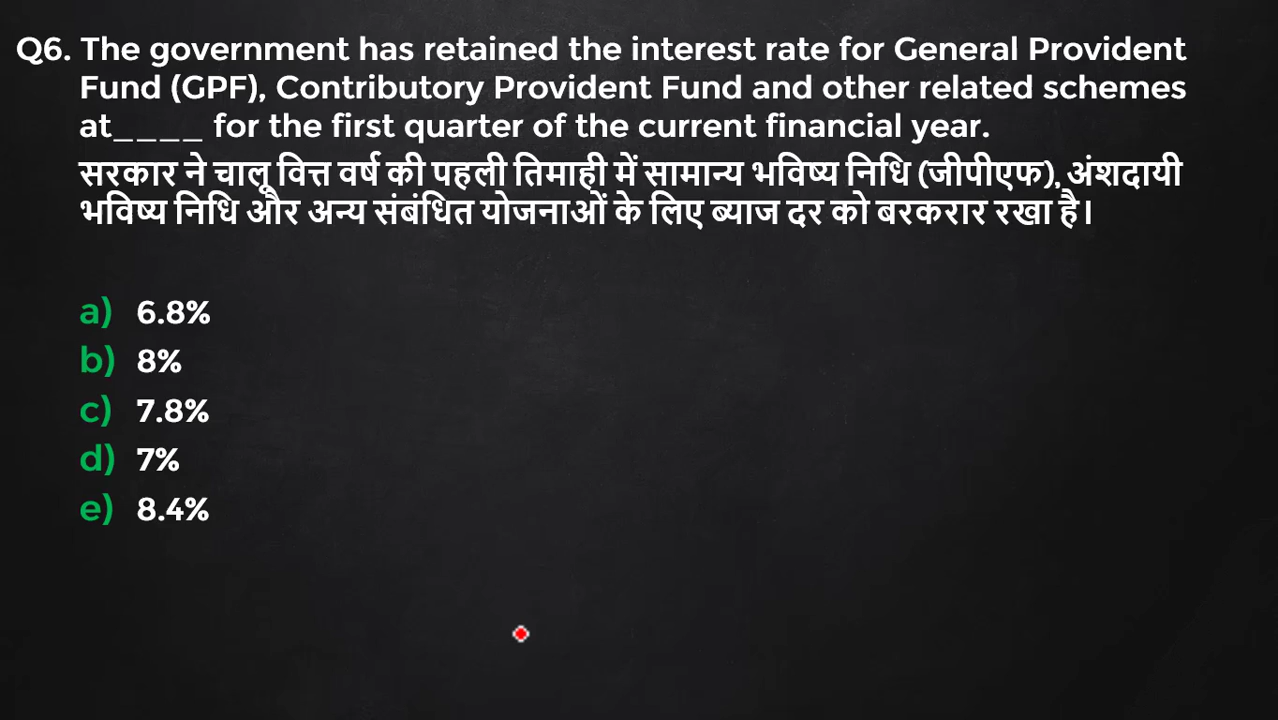 Q6. The government has retained the interest rate for General Provident
Fund (GPF), Contributory Provident Fund and other related schemes
at____ for the first quarter of the current financial year.
सरकार ने चालू वित्त वर्ष की पहली तिमाही में सामान्य भविष्य निधि (जीपीएफ), अंशदायी
भविष्य निधि और अन्य संबंधित योजनाओं के लिए ब्याज दर को बरकरार रखा है।
a) 6.8%
b) 8%
c) 7.8%
d) 7%
e) 8.4%